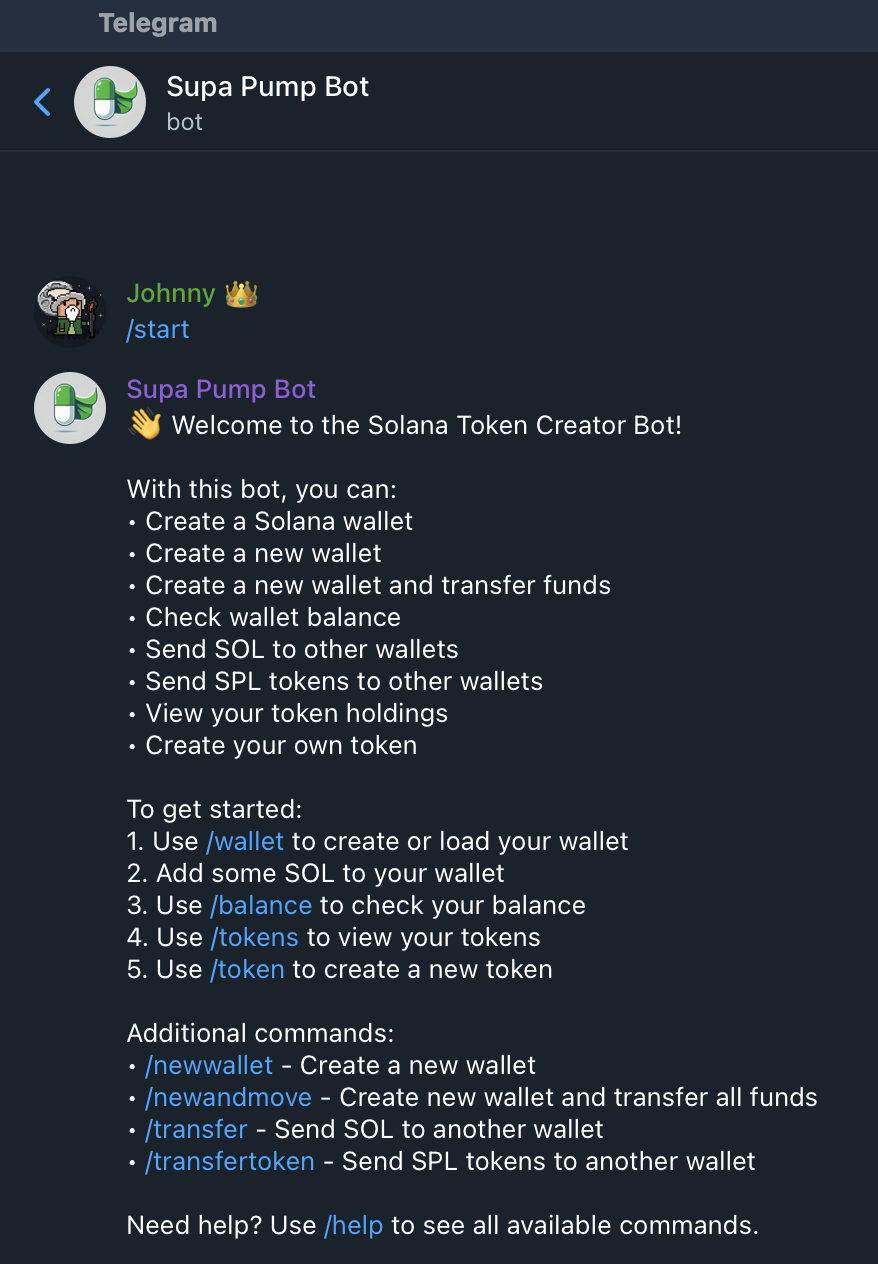 Telegram
Supa Pump Bot
bot
Johnny 👑
/start
Supa Pump Bot
👋 Welcome to the Solana Token Creator Bot!
With this bot, you can:
• Create a Solana wallet
• Create a new wallet
• Create a new wallet and transfer funds
• Check wallet balance
• Send SOL to other wallets
• Send SPL tokens to other wallets
• View your token holdings
• Create your own token
To get started:
1. Use /wallet to create or load your wallet
2. Add some SOL to your wallet
3. Use /balance to check your balance
4. Use /tokens to view your tokens
5. Use /token to create a new token
Additional commands:
• /newwallet - Create a new wallet
• /newandmove - Create new wallet and transfer all funds
• /transfer - Send SOL to another wallet
• /transfertoken - Send SPL tokens to another wallet
Need help? Use /help to see all available commands.